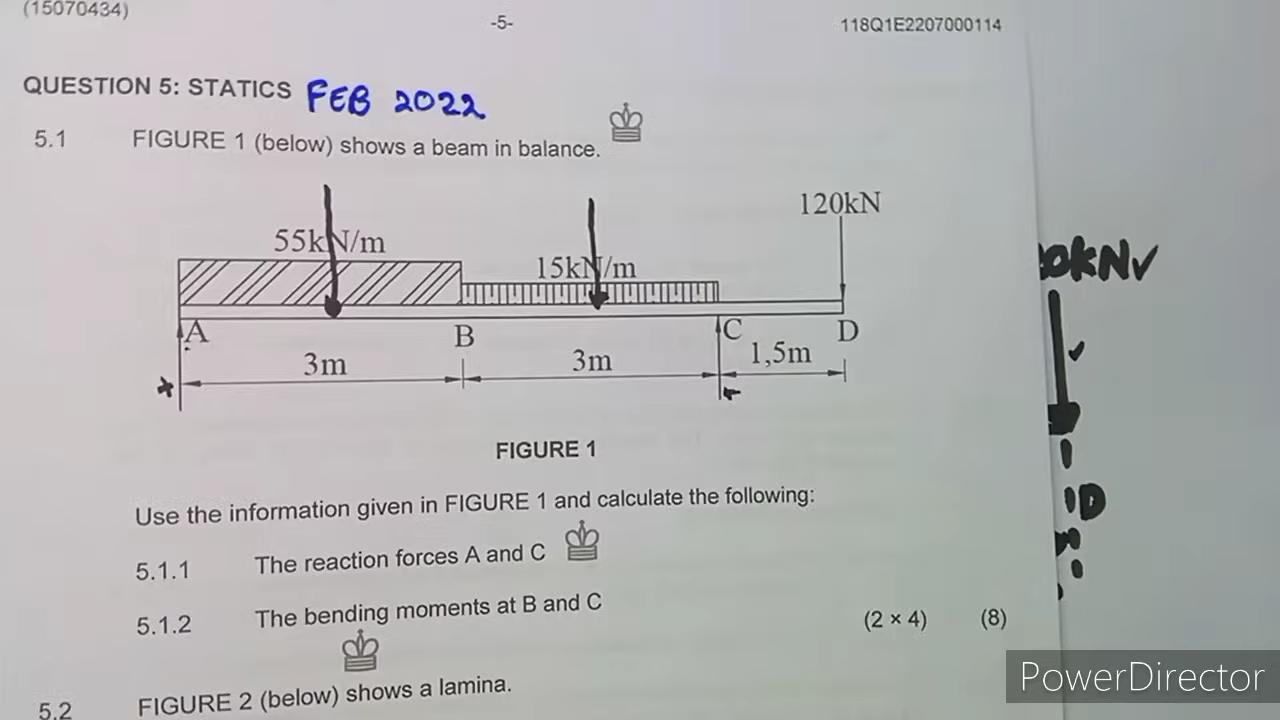 (15070434)
-5-
118Q1E2207000114
QUESTION 5: STATICS FEB 2022
5.1 FIGURE 1 (below) shows a beam in balance.
120kN
55kN/m
15kN/m
0kN
A
B
C
D
3m
3m
1,5m
D
FIGURE 1
Use the information given in FIGURE 1 and calculate the following:
5.1.1 The reaction forces A and C
5.1.2 The bending moments at B and C
(2 × 4) (8)
5.2 FIGURE 2 (below) shows a lamina.
PowerDirector